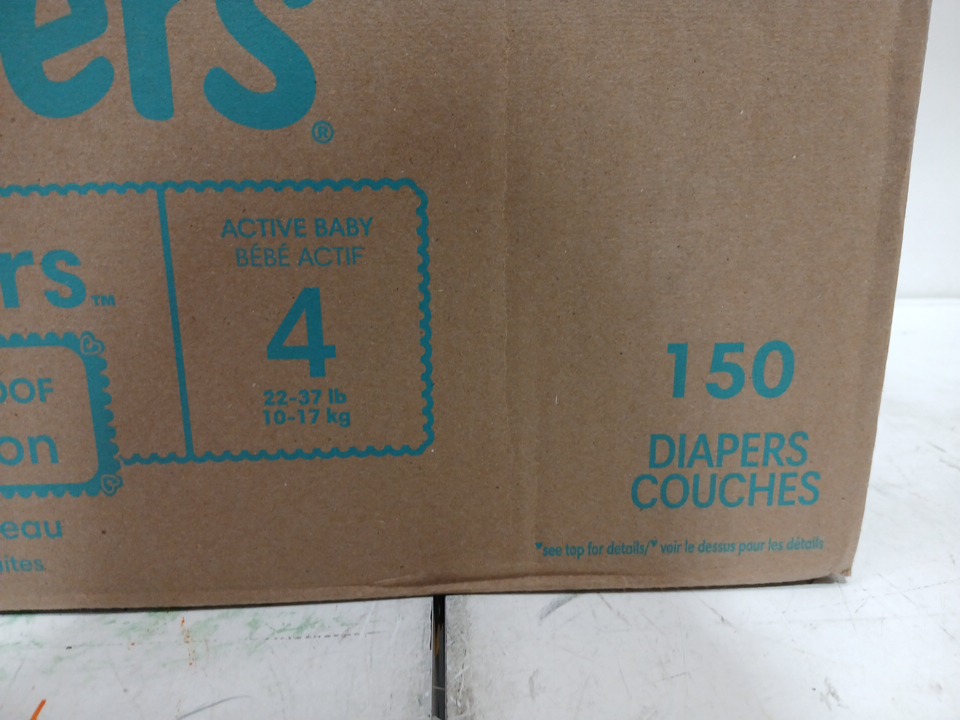 ers®
rs™
ACTIVE BABY
BÉBÉ ACTIF
4
22-37 lb
10-17 kg
OOF
on
eau
ites
150
DIAPERS
COUCHES
♥see top for details/♥ voir le dessus pour les détails